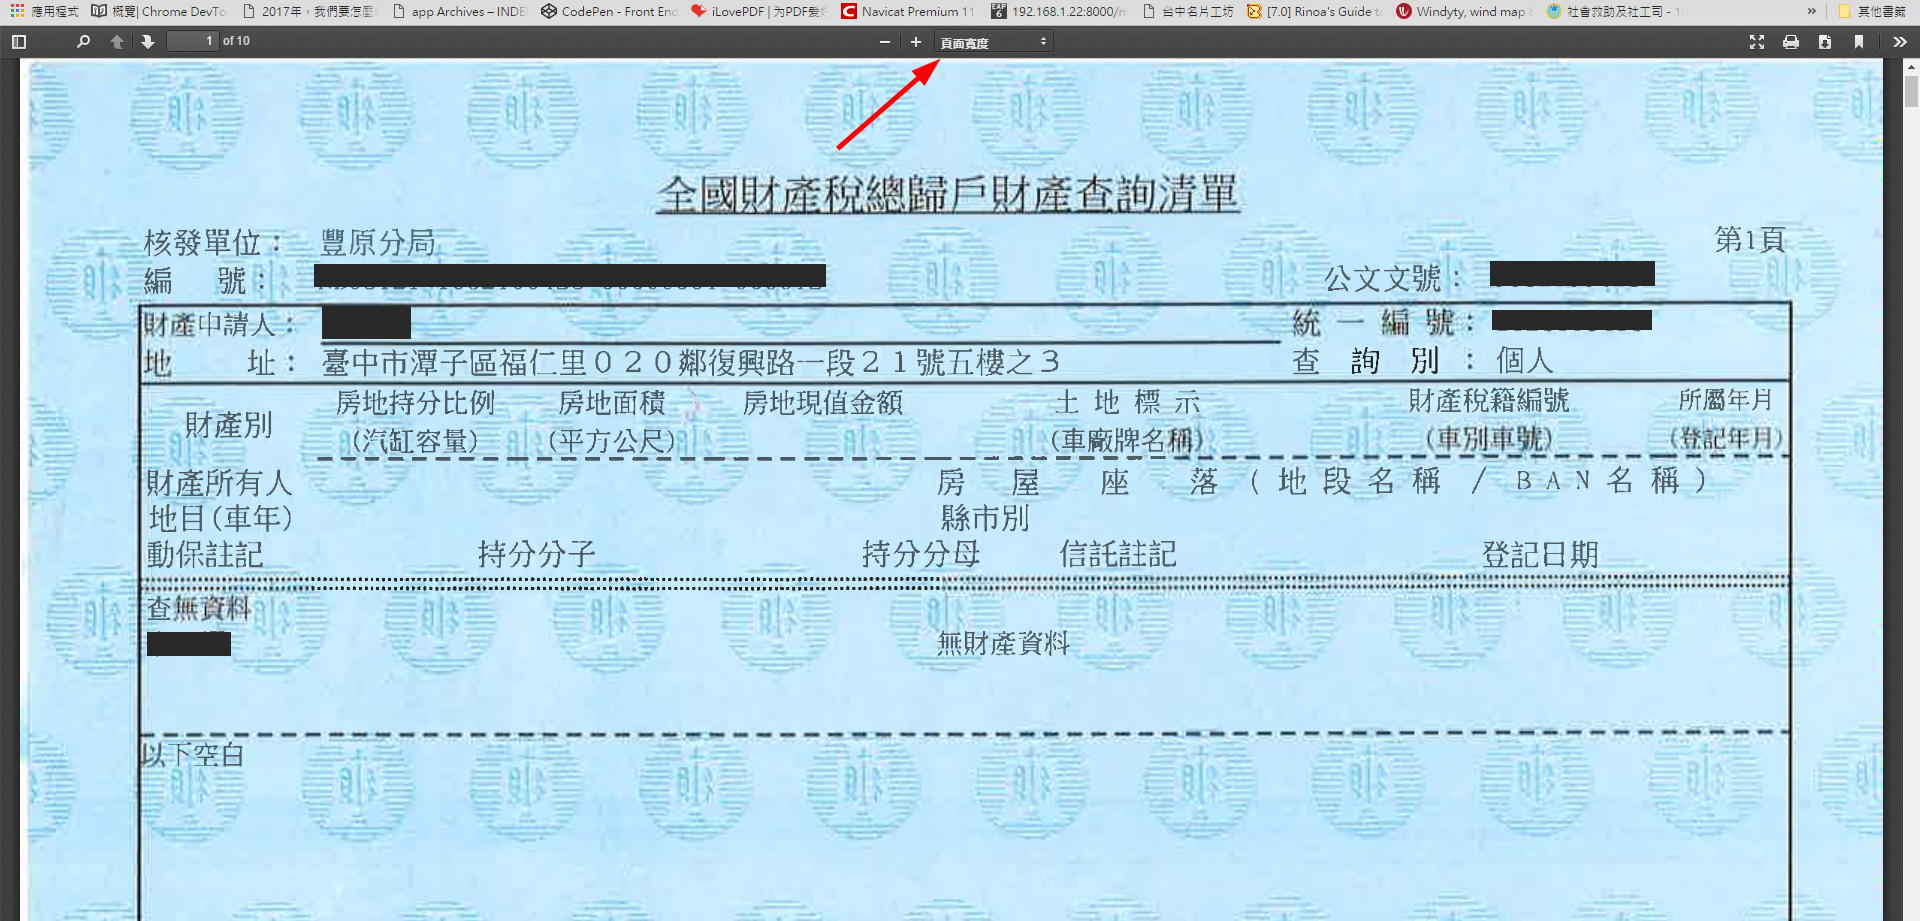 應用程式 概覽| Chrome DevTo 2017年，我們要怎麼 app Archives – INDE CodePen - Front End iLovePDF | 为PDF爱 Navicat Premium 11. 192.168.1.22:8000/m 台中名片工坊 [7.0] Rinoa's Guide to Windyty, wind map & 社會救助及社工司 - 1 » 其他書籤
1 of 10 頁面寬度
全國財產稅總歸戶財產查詢清單
核發單位： 豐原分局 第1頁
編 號： 公文文號：
財產申請人： 統一編號：
地 址： 臺中市潭子區福仁里０２０鄰復興路一段２１號五樓之３ 查詢別：個人
財產別 房地持分比例 房地面積 房地現值金額 土地標示 財產稅籍編號 所屬年月
(汽缸容量) (平方公尺) (車廠牌名稱) (車別車號) (登記年月)
財產所有人 房屋座落(地段名稱/BAN名稱)
地目(車年) 縣市別
動保註記 持分分子 持分分母 信託註記 登記日期
查無資料
無財產資料
以下空白